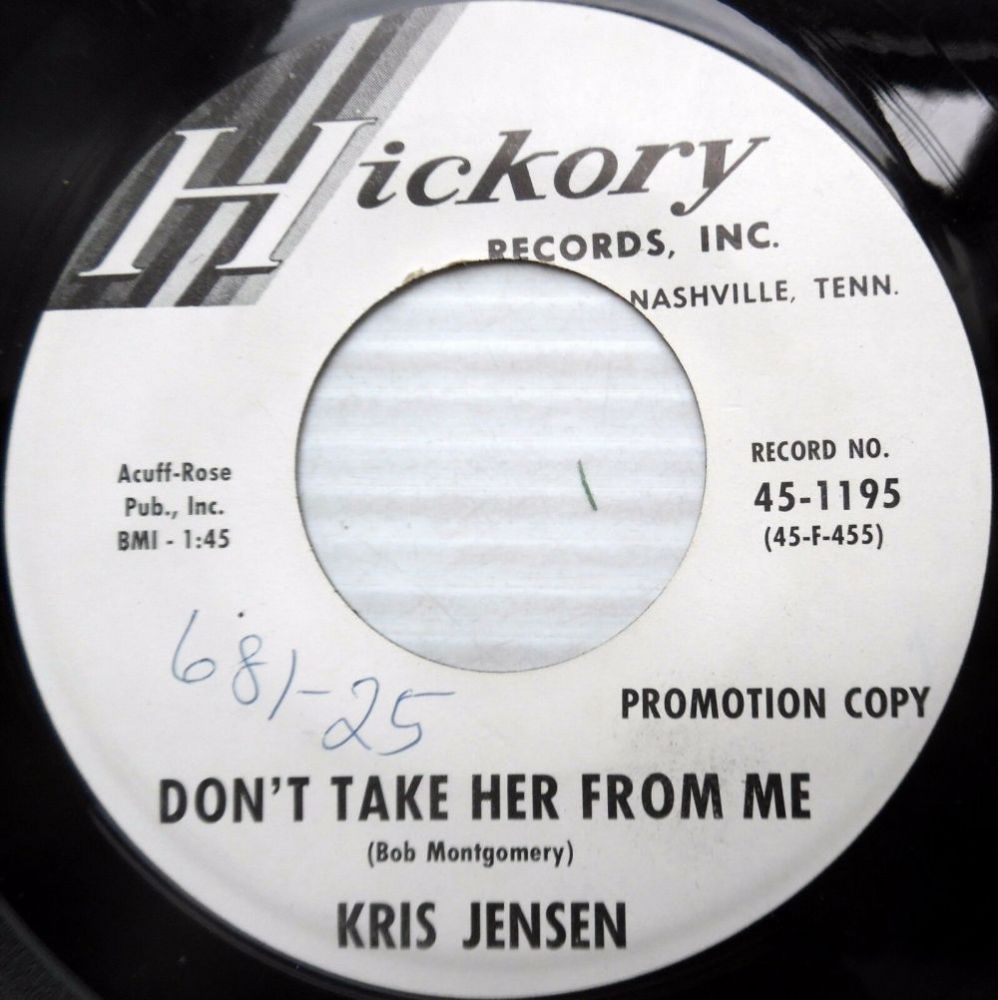 Hickory
RECORDS, INC.
NASHVILLE, TENN.
Acuff-Rose
Pub., Inc.
BMI - 1:45
RECORD NO.
45-1195
(45-F-455)
681-25
PROMOTION COPY
DON'T TAKE HER FROM ME
(Bob Montgomery)
KRIS JENSEN